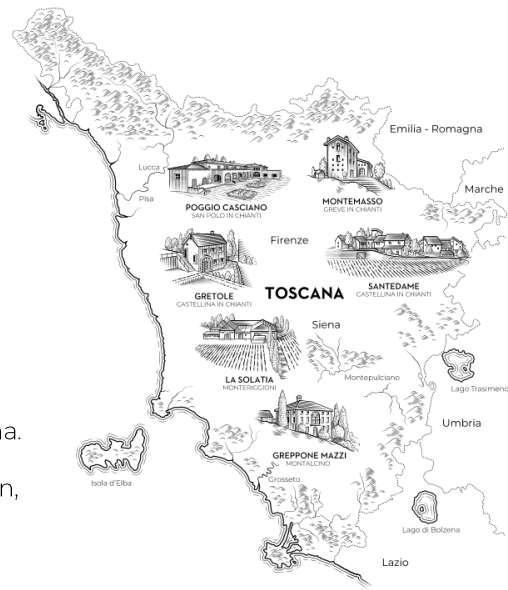 Emilia - Romagna
Lucca
Marche
Pisa
POGGIO CASCIANO
SAN POLO IN CHIANTI
MONTEMASSO
GREVE IN CHIANTI
Firenze
GRETOLE
CASTELLINA IN CHIANTI
TOSCANA
SANTEDAME
CASTELLINA IN CHIANTI
Siena
LA SOLATIA
MONTERIGGIONI
Montepulciano
Lago Trasimeno
Umbria
na.
GREPPONE MAZZI
MONTALCINO
Isola d'Elba
n,
Grosseto
Lago di Bolzena
Lazio